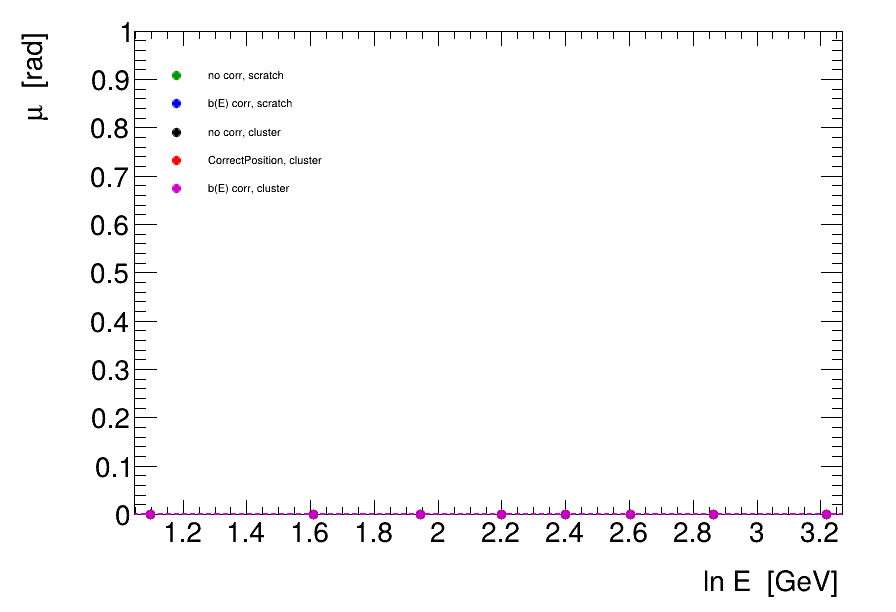 μ [rad]
1
0.9
0.8
0.7
0.6
0.5
0.4
0.3
0.2
0.1
0
no corr, scratch
b(E) corr, scratch
no corr, cluster
CorrectPosition, cluster
b(E) corr, cluster
1.2 1.4 1.6 1.8 2 2.2 2.4 2.6 2.8 3 3.2
ln E [GeV]